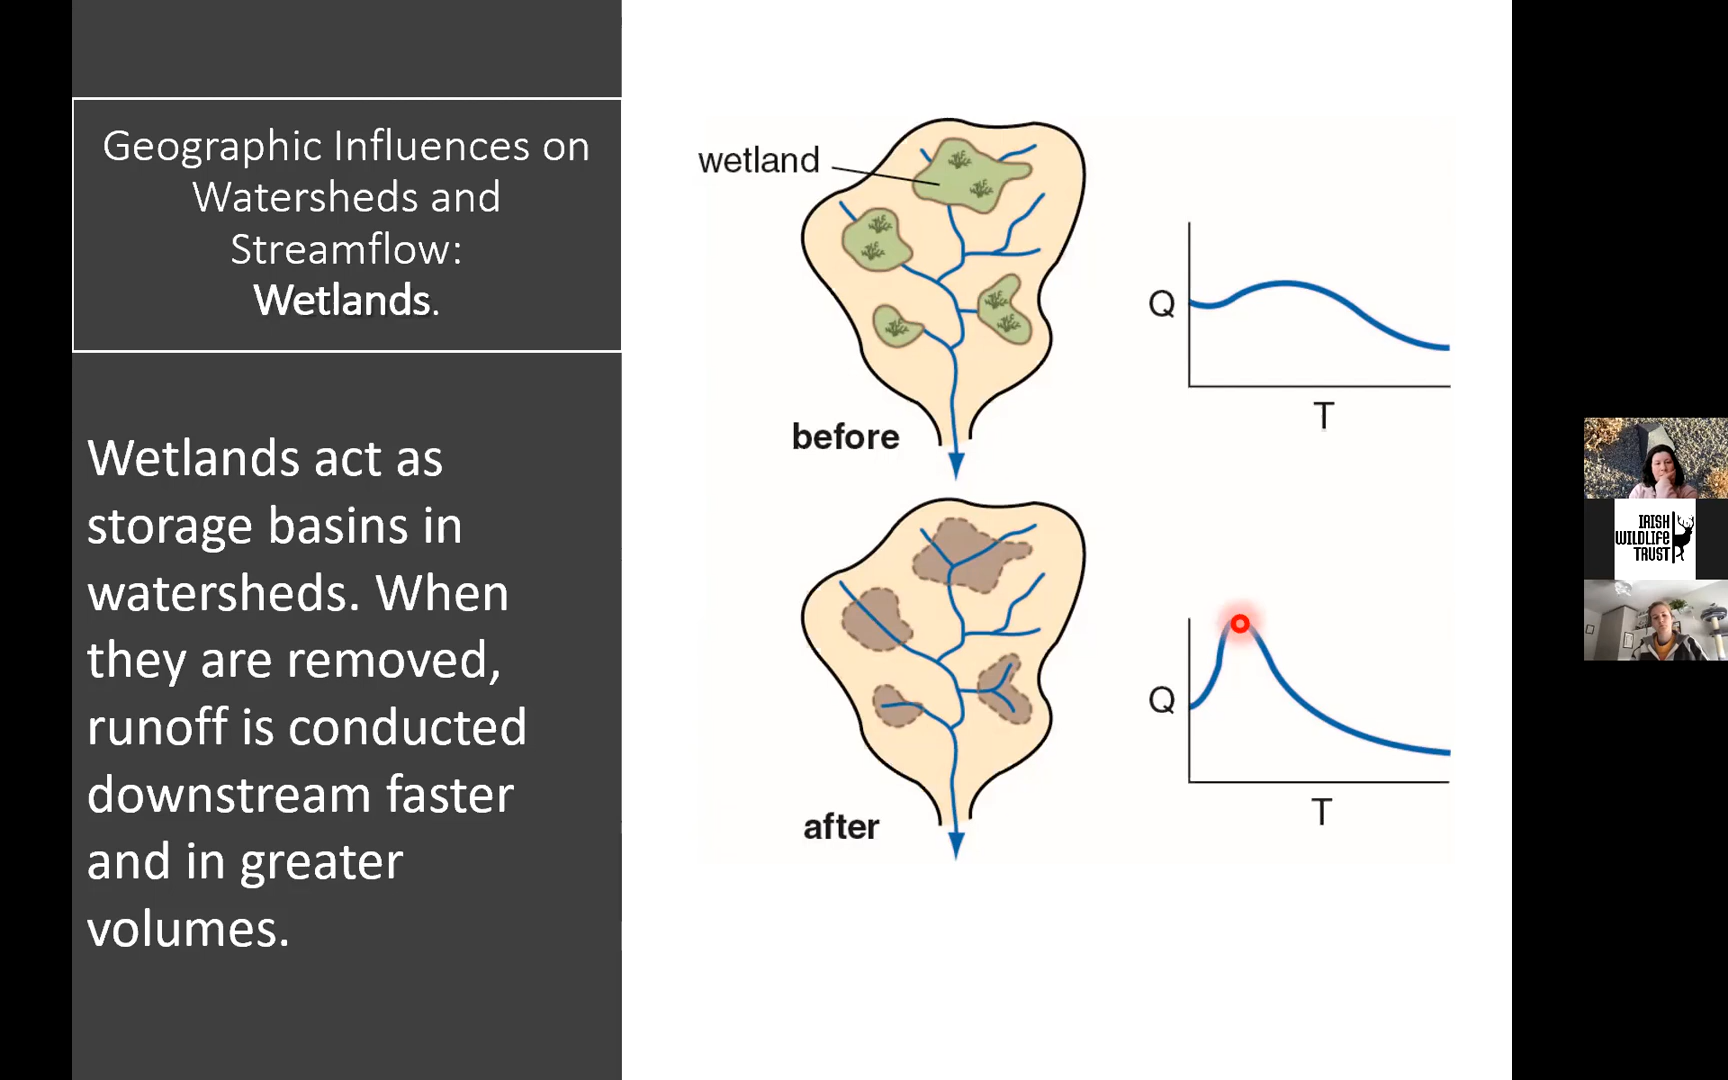 Geographic Influences on
Watersheds and
Streamflow:
Wetlands.
Wetlands act as
storage basins in
watersheds. When
they are removed,
runoff is conducted
downstream faster
and in greater
volumes.
wetland
before
Q
T
after
Q
T
IRISH
WILDLIFE
TRUST